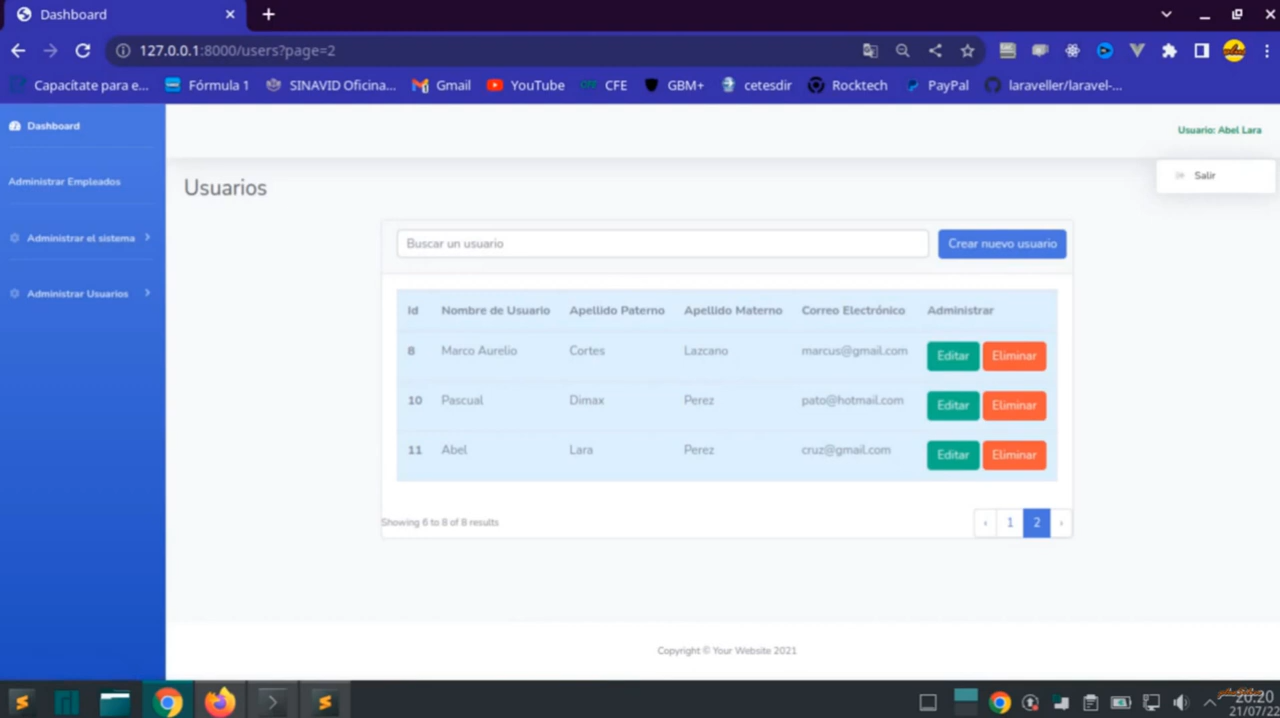 Dashboard
127.0.0.1:8000/users?page=2
Capacítate para e...
Fórmula 1
SINAVID Oficina...
Gmail
YouTube
CFE
GBM+
cetesdir
Rocktech
PayPal
laraveller/laravel-...
Dashboard
Usuario: Abel Lara
Salir
Administrar Empleados
Administrar el sistema
Administrar Usuarios
Usuarios
Buscar un usuario
Crear nuevo usuario
Id Nombre de Usuario Apellido Paterno Apellido Materno Correo Electrónico Administrar
8 Marco Aurelio Cortes Lazcano marcus@gmail.com Editar Eliminar
10 Pascual Dimax Perez pato@hotmail.com Editar Eliminar
11 Abel Lara Perez cruz@gmail.com Editar Eliminar
Showing 6 to 8 of 8 results
‹ 1 2 ›
Copyright © Your Website 2021
20:20
21/07/22